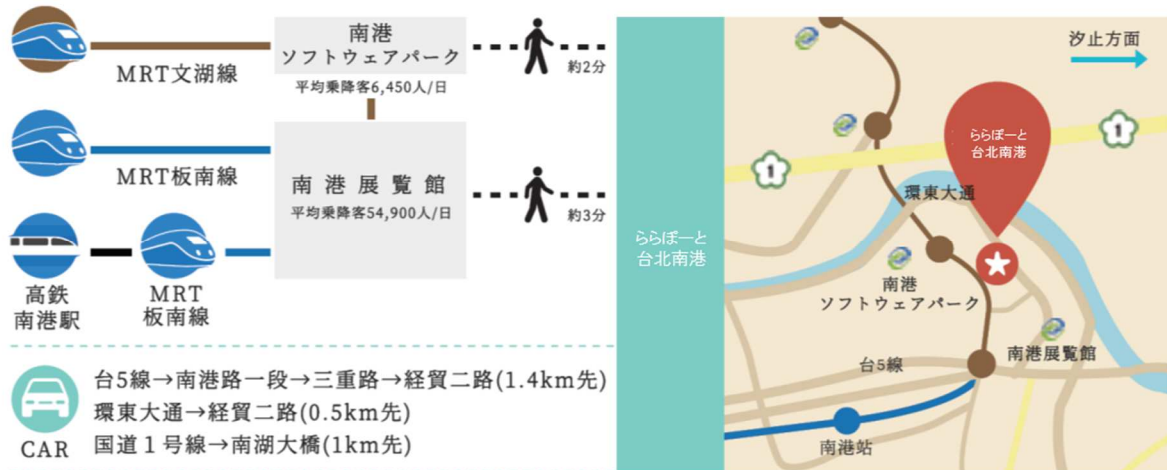 MRT文湖線
南港
ソフトウェアパーク
平均乗降客6,450人/日
約2分
MRT板南線
南港展覧館
平均乗降客54,900人/日
約3分
高鉄
南港駅
MRT
板南線
CAR
台5線→南港路一段→三重路→経貿二路(1.4km先)
環東大通→経貿二路(0.5km先)
国道1号線→南湖大橋(1km先)
ららぽーと
台北南港
汐止方面
ららぽーと
台北南港
1
1
環東大通
南港
ソフトウェアパーク
南港展覧館
台5線
南港站